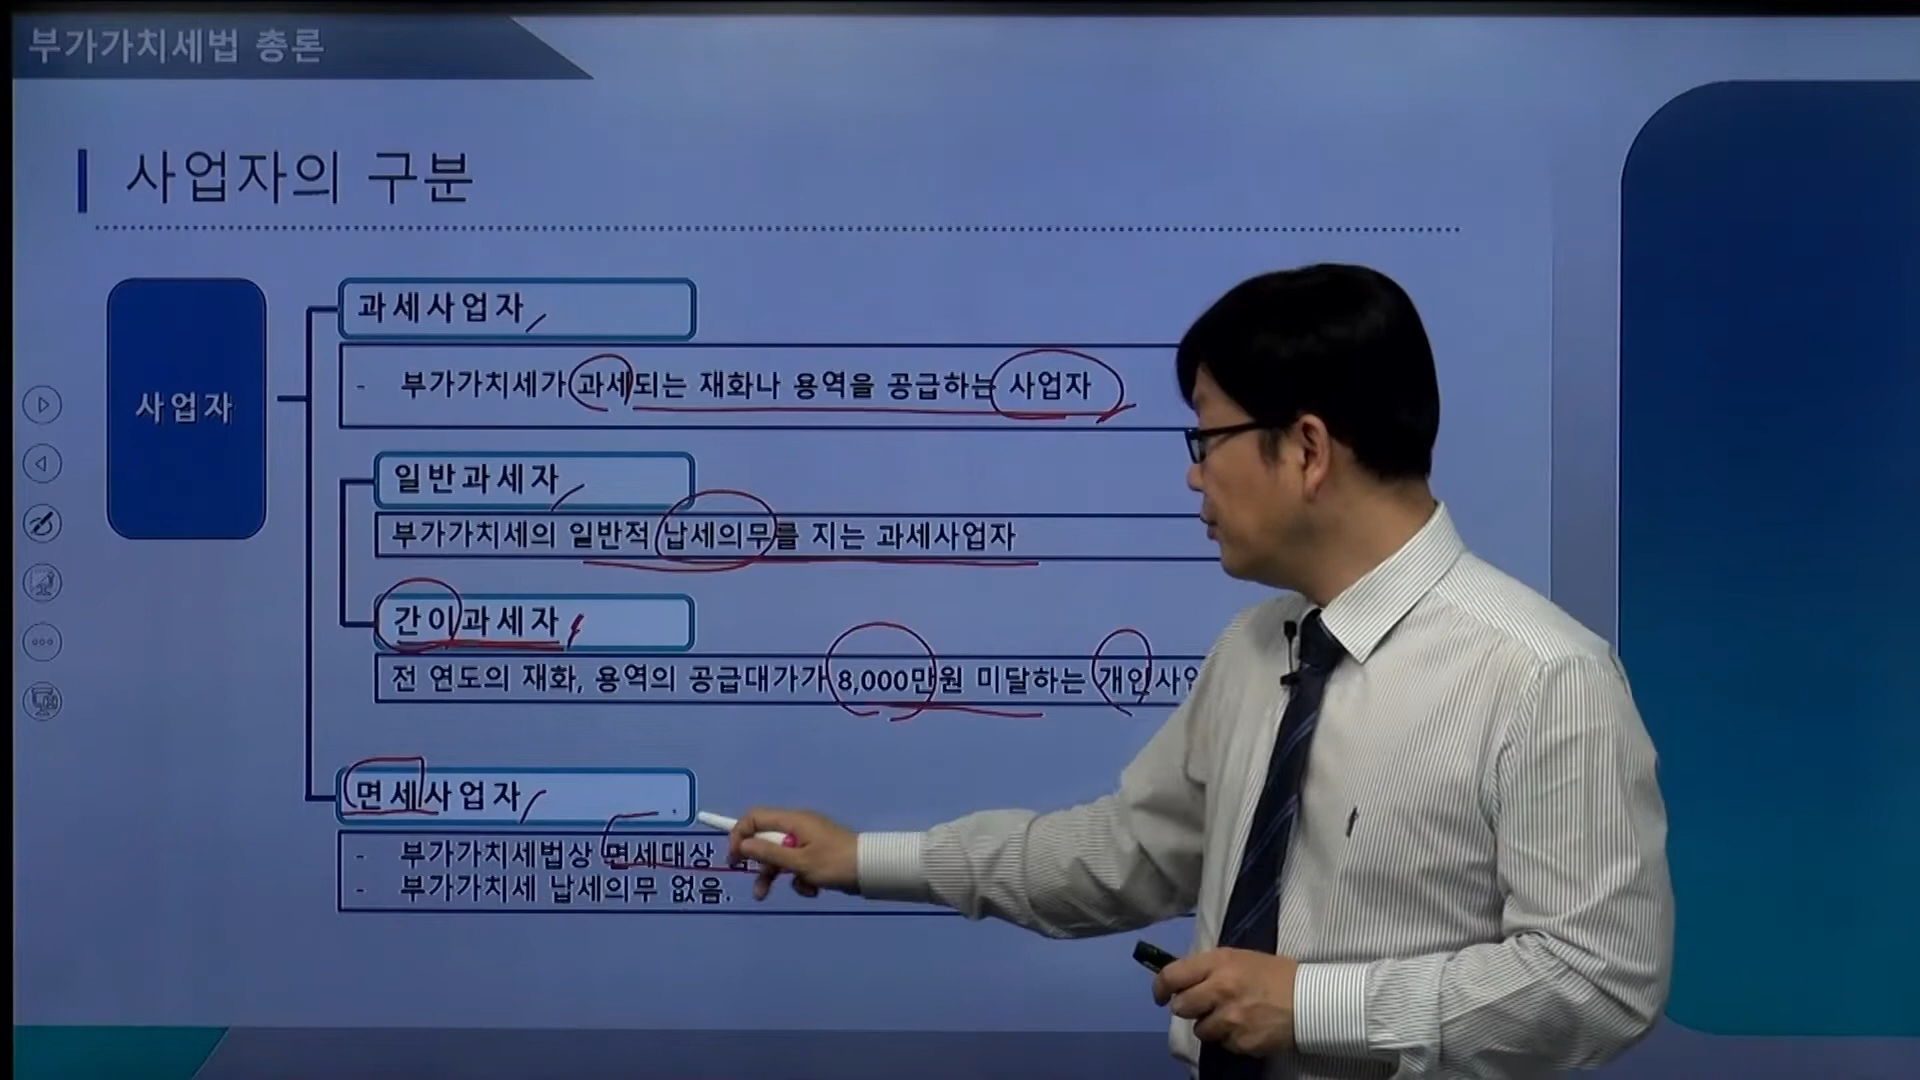 부가가치세법 총론
사업자의 구분
사업자
과세사업자
- 부가가치세가 과세되는 재화나 용역을 공급하는 사업자
일반과세자
부가가치세의 일반적 납세의무를 지는 과세사업자
간이과세자
전 연도의 재화, 용역의 공급대가가 8,000만원 미달하는 개인사업
면세사업자
- 부가가치세법상 면세대상
- 부가가치세 납세의무 없음.